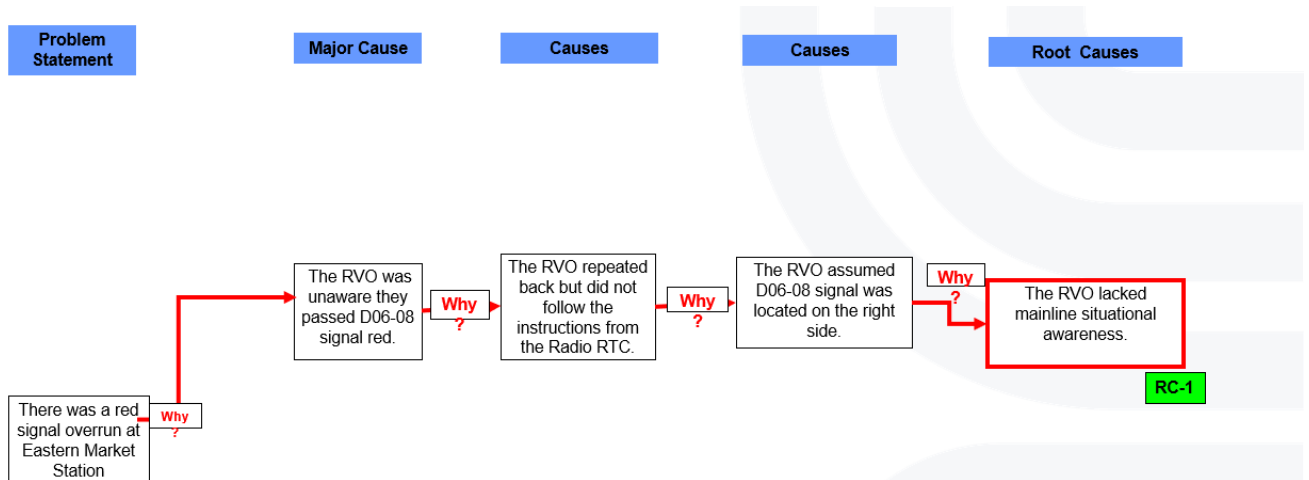 Problem
Statement
Major Cause
Causes
Causes
Root Causes
There was a red
signal overrun at
Eastern Market
Station
Why
?
The RVO was
unaware they
passed D06-08
signal red.
Why
?
The RVO repeated
back but did not
follow the
instructions from
the Radio RTC.
Why
?
The RVO assumed
D06-08 signal was
located on the right
side.
Why
?
The RVO lacked
mainline situational
awareness.
RC-1